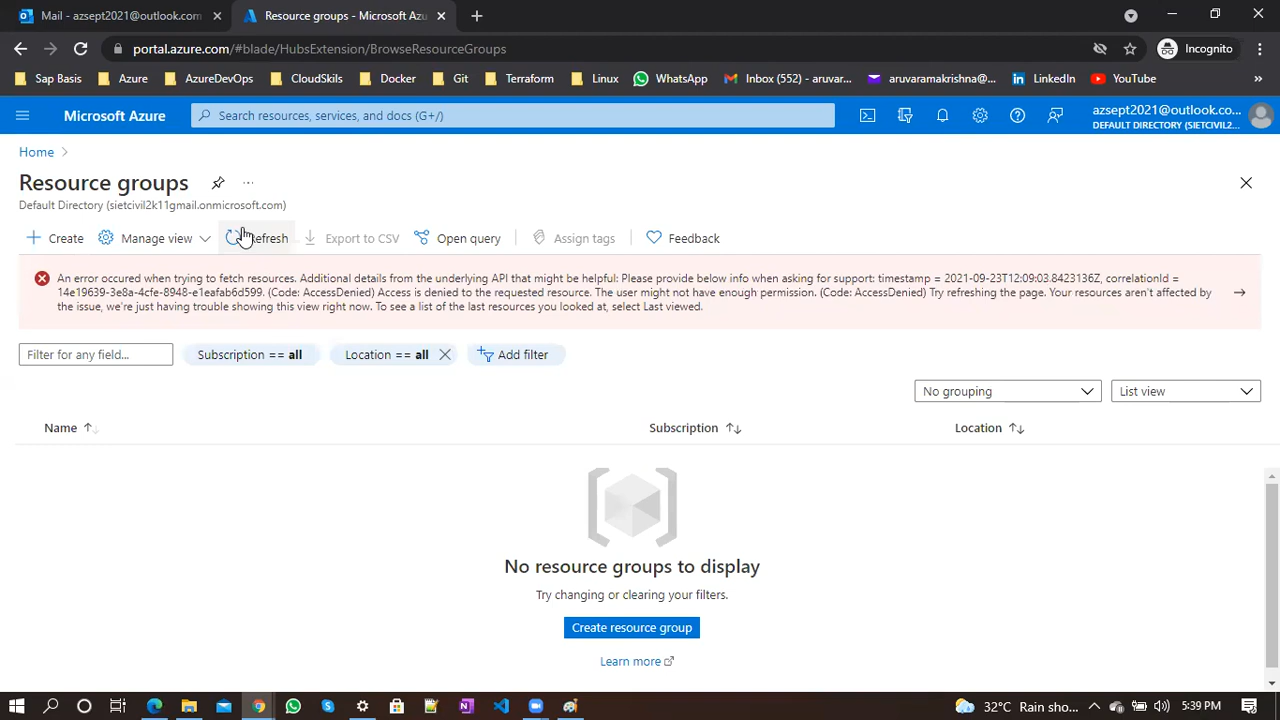 Mail - azsept2021@outlook.com
Resource groups - Microsoft Azu
portal.azure.com/#blade/HubsExtension/BrowseResourceGroups
Incognito
Sap Basis
Azure
AzureDevOps
CloudSkils
Docker
Git
Terraform
Linux
WhatsApp
Inbox (552) - aruvar...
aruvaramakrishna@...
LinkedIn
YouTube
»
Microsoft Azure
Search resources, services, and docs (G+/)
azsept2021@outlook.co...
DEFAULT DIRECTORY (SIETCIVIL2...
Home >
Resource groups
...
Default Directory (sietcivil2k11gmail.onmicrosoft.com)
+ Create
Manage view
Refresh
Export to CSV
Open query
Assign tags
Feedback
An error occured when trying to fetch resources. Additional details from the underlying API that might be helpful: Please provide below info when asking for support: timestamp = 2021-09-23T12:09:03.8423136Z, correlationId =
14e19639-3e8a-4cfe-8948-e1eafab6d599. (Code: AccessDenied) Access is denied to the requested resource. The user might not have enough permission. (Code: AccessDenied) Try refreshing the page. Your resources aren't affected by
the issue, we're just having trouble showing this view right now. To see a list of the last resources you looked at, select Last viewed.
Filter for any field...
Subscription == all
Location == all
Add filter
No grouping
List view
Name
Subscription
Location
No resource groups to display
Try changing or clearing your filters.
Create resource group
Learn more
32°C Rain sho...
5:39 PM